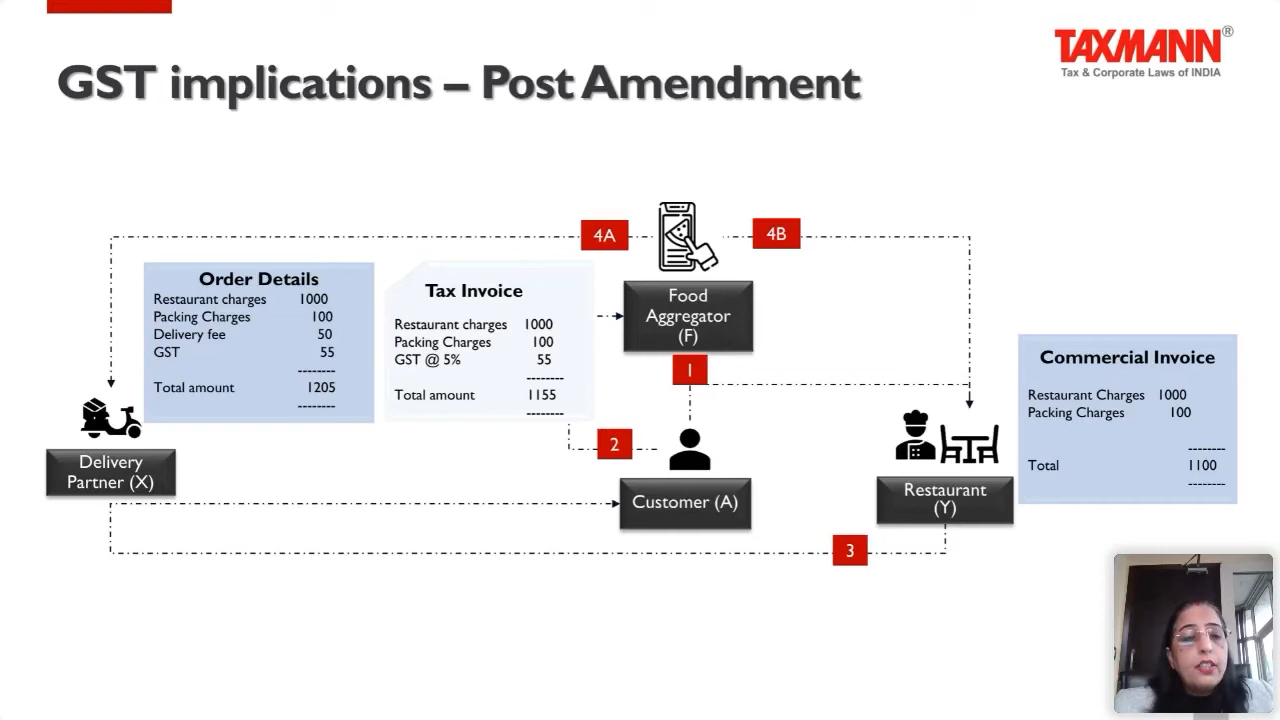 TAXMANN®
Tax & Corporate Laws of INDIA
GST implications – Post Amendment
4A
4B
Order Details
Restaurant charges 1000
Packing Charges 100
Delivery fee 50
GST 55
--------
Total amount 1205
--------
Tax Invoice
Restaurant charges 1000
Packing Charges 100
GST @ 5% 55
--------
Total amount 1155
--------
Food
Aggregator
(F)
1
Commercial Invoice
Restaurant Charges 1000
Packing Charges 100
--------
Total 1100
--------
2
Delivery
Partner (X)
Customer (A)
Restaurant
(Y)
3